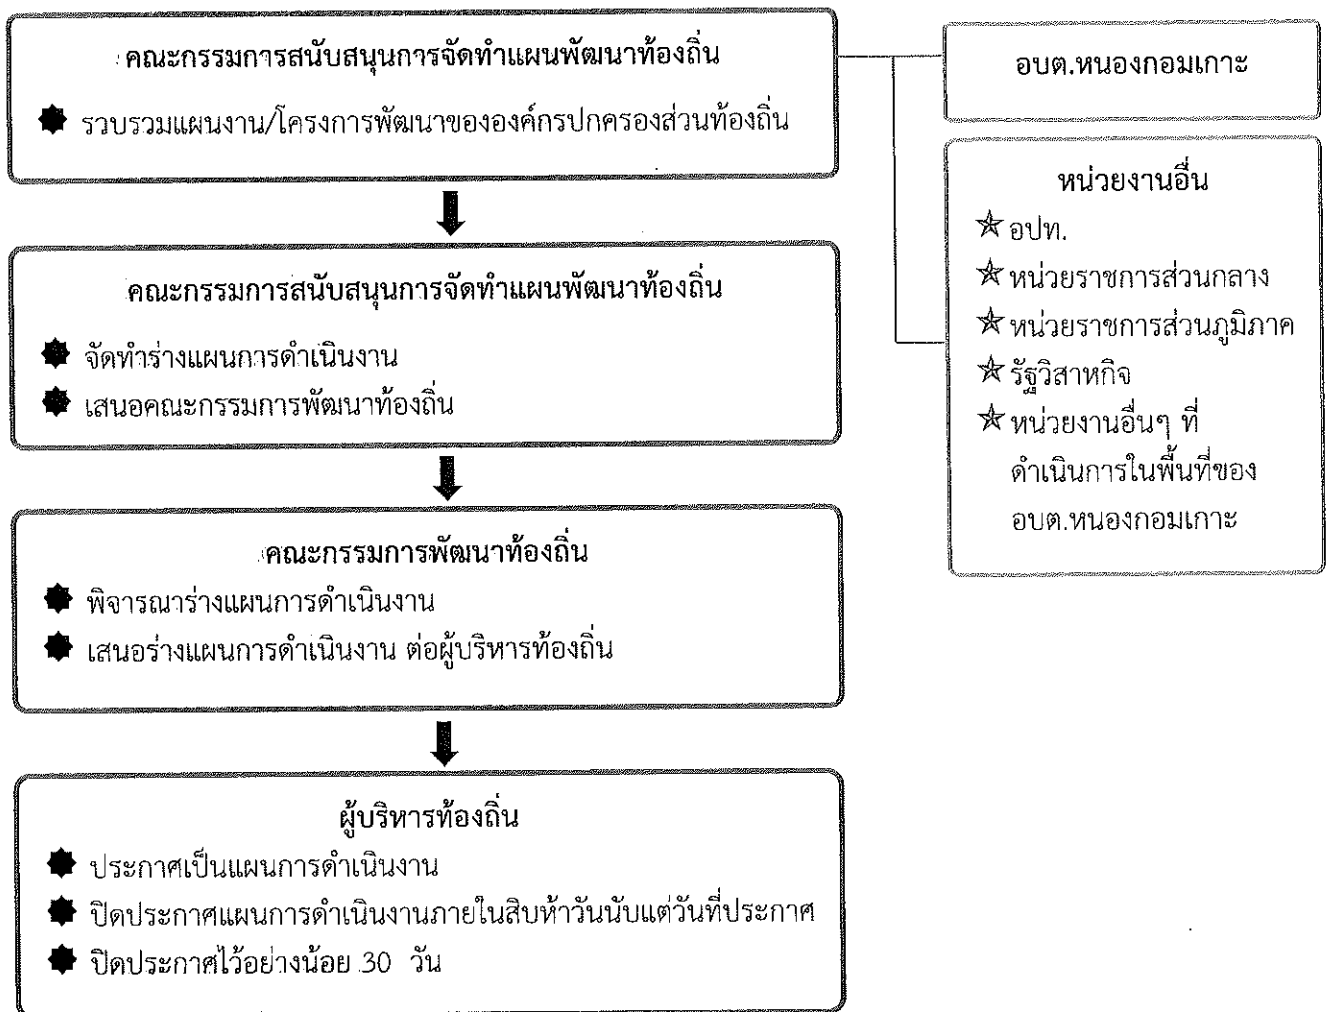 คณะกรรมการสนับสนุนการจัดทำแผนพัฒนาท้องถิ่น
รวบรวมแผนงาน/โครงการพัฒนาขององค์กรปกครองส่วนท้องถิ่น
อบต.หนองกอมเกาะ
หน่วยงานอื่น
อปท.
หน่วยราชการส่วนกลาง
หน่วยราชการส่วนภูมิภาค
รัฐวิสาหกิจ
หน่วยงานอื่นๆ ที่
ดำเนินการในพื้นที่ของ
อบต.หนองกอมเกาะ
คณะกรรมการสนับสนุนการจัดทำแผนพัฒนาท้องถิ่น
จัดทำร่างแผนการดำเนินงาน
เสนอคณะกรรมการพัฒนาท้องถิ่น
คณะกรรมการพัฒนาท้องถิ่น
พิจารณาร่างแผนการดำเนินงาน
เสนอร่างแผนการดำเนินงาน ต่อผู้บริหารท้องถิ่น
ผู้บริหารท้องถิ่น
ประกาศเป็นแผนการดำเนินงาน
ปิดประกาศแผนการดำเนินงานภายในสิบห้าวันนับแต่วันที่ประกาศ
ปิดประกาศไว้อย่างน้อย 30 วัน